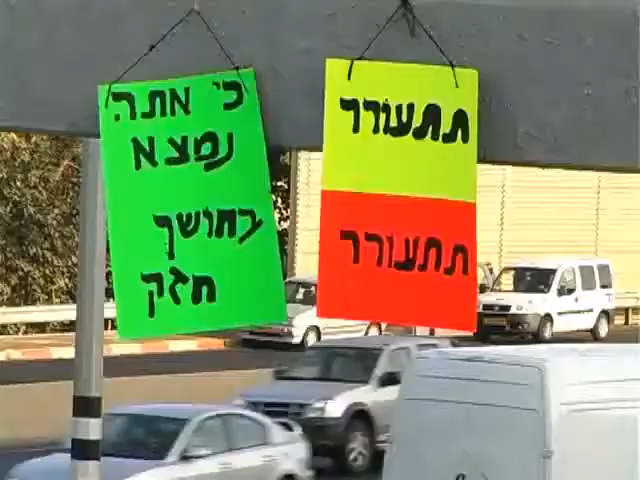 תתעורר
תתעורר
כי אתה
נמצא
בחושך
חזק